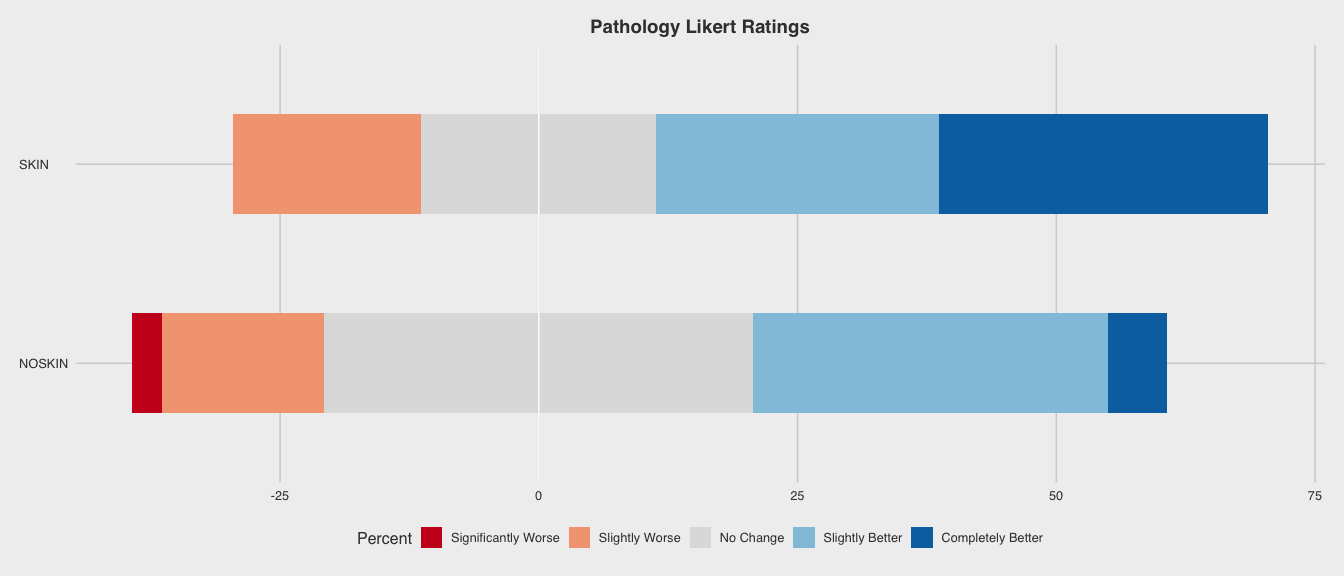 Pathology Likert Ratings
SKIN
NOSKIN
-25 0 25 50 75
Percent Significantly Worse Slightly Worse No Change Slightly Better Completely Better